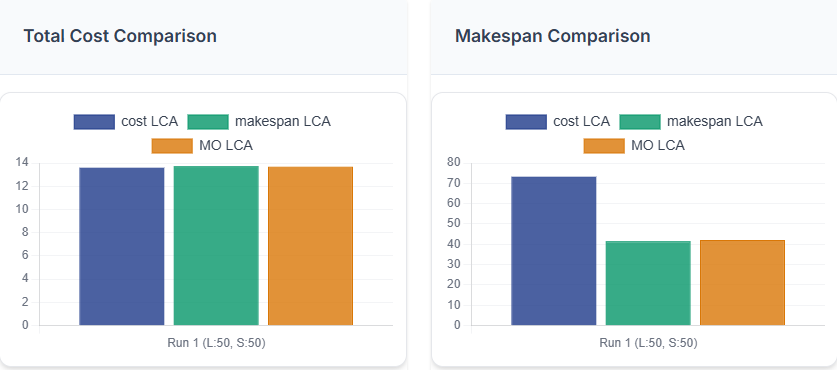 Total Cost Comparison
cost LCA makespan LCA
MO LCA
14
12
10
8
6
4
2
0
Run 1 (L:50, S:50)
Makespan Comparison
cost LCA makespan LCA
MO LCA
80
70
60
50
40
30
20
10
0
Run 1 (L:50, S:50)